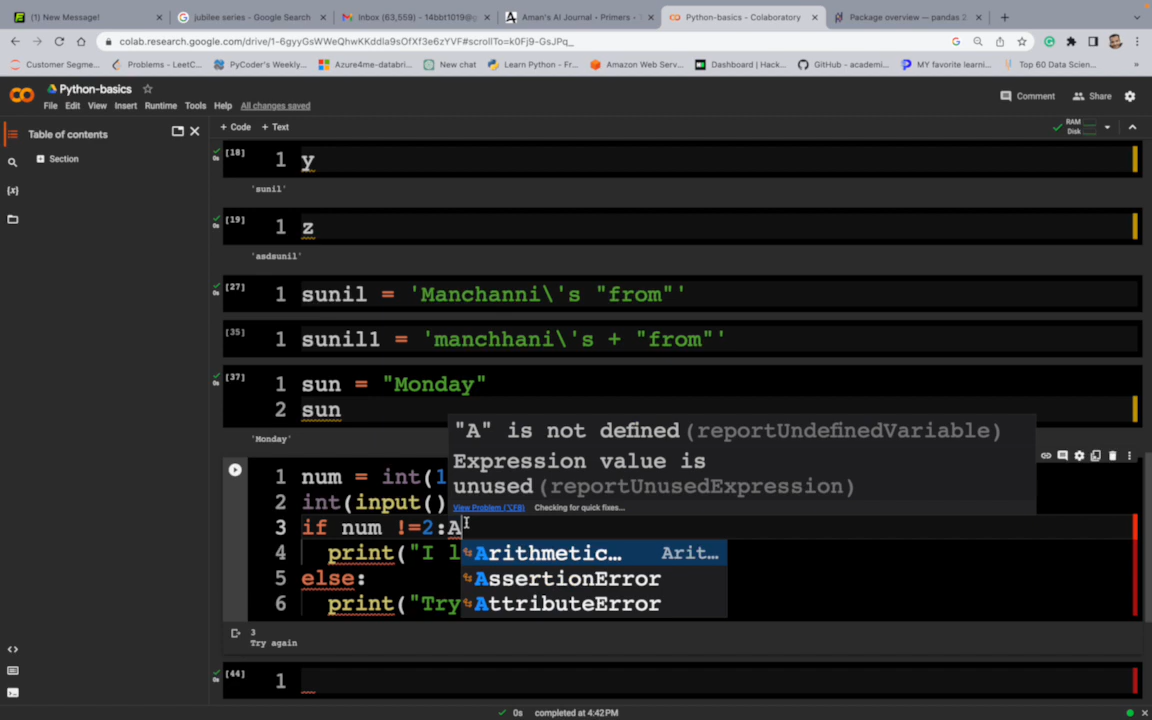 (1) New Message!
jubilee series - Google Search
Inbox (63,559) - 14bbt1019@g
Aman's AI Journal - Primers -
Python-basics - Colaboratory
Package overview — pandas 2
colab.research.google.com/drive/1-6gyyGsWWeQhwKKddla9sOfXf3e6zYVF#scrollTo=k0Fj9-GsJPq_
Customer Segme...
Problems - LeetC...
PyCoder's Weekly...
Azure4me-databri...
New chat
Learn Python - Fr...
Amazon Web Serv...
Dashboard | Hack...
GitHub - academi...
MY favorite learni...
Top 60 Data Scien...
Python-basics
File Edit View Insert Runtime Tools Help All changes saved
Comment
Share
Table of contents
+ Code + Text
RAM
Disk
Section
[18] 1 y
'sunil'
[19] 1 z
'asdsunil'
[27] 1 sunil = 'Manchanni\'s "from"'
[35] 1 sunil1 = 'manchhani\'s + "from"'
[37] 1 sun = "Monday"
2 sun
'Monday'
"A" is not defined(reportUndefinedVariable)
Expression value is
unused(reportUnusedExpression)
View Problem (⌥F8) Checking for quick fixes...
1 num = int(1
2 int(input()
3 if num !=2:A
4 print("I l
5 else:
6 print("Try
Arithmetic… Arit…
AssertionError
AttributeError
3
Try again
[44] 1
0s completed at 4:42PM